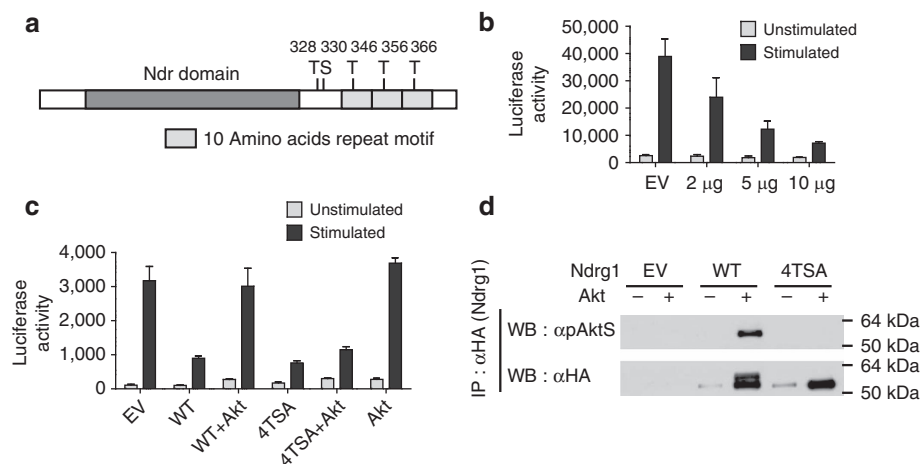 a
328 330 346 356 366
TS T T T
Ndr domain
10 Amino acids repeat motif
b
Unstimulated
Stimulated
Luciferase
activity
50,000
40,000
30,000
20,000
10,000
0
EV 2 μg 5 μg 10 μg
c
Unstimulated
Stimulated
Luciferase
activity
4,000
3,000
2,000
1,000
0
EV
WT
WT+Akt
4TSA
4TSA+Akt
Akt
d
Ndrg1 EV WT 4TSA
Akt – + – + – +
IP : αHA (Ndrg1)
WB : αpAktS
64 kDa
50 kDa
WB : αHA
64 kDa
50 kDa